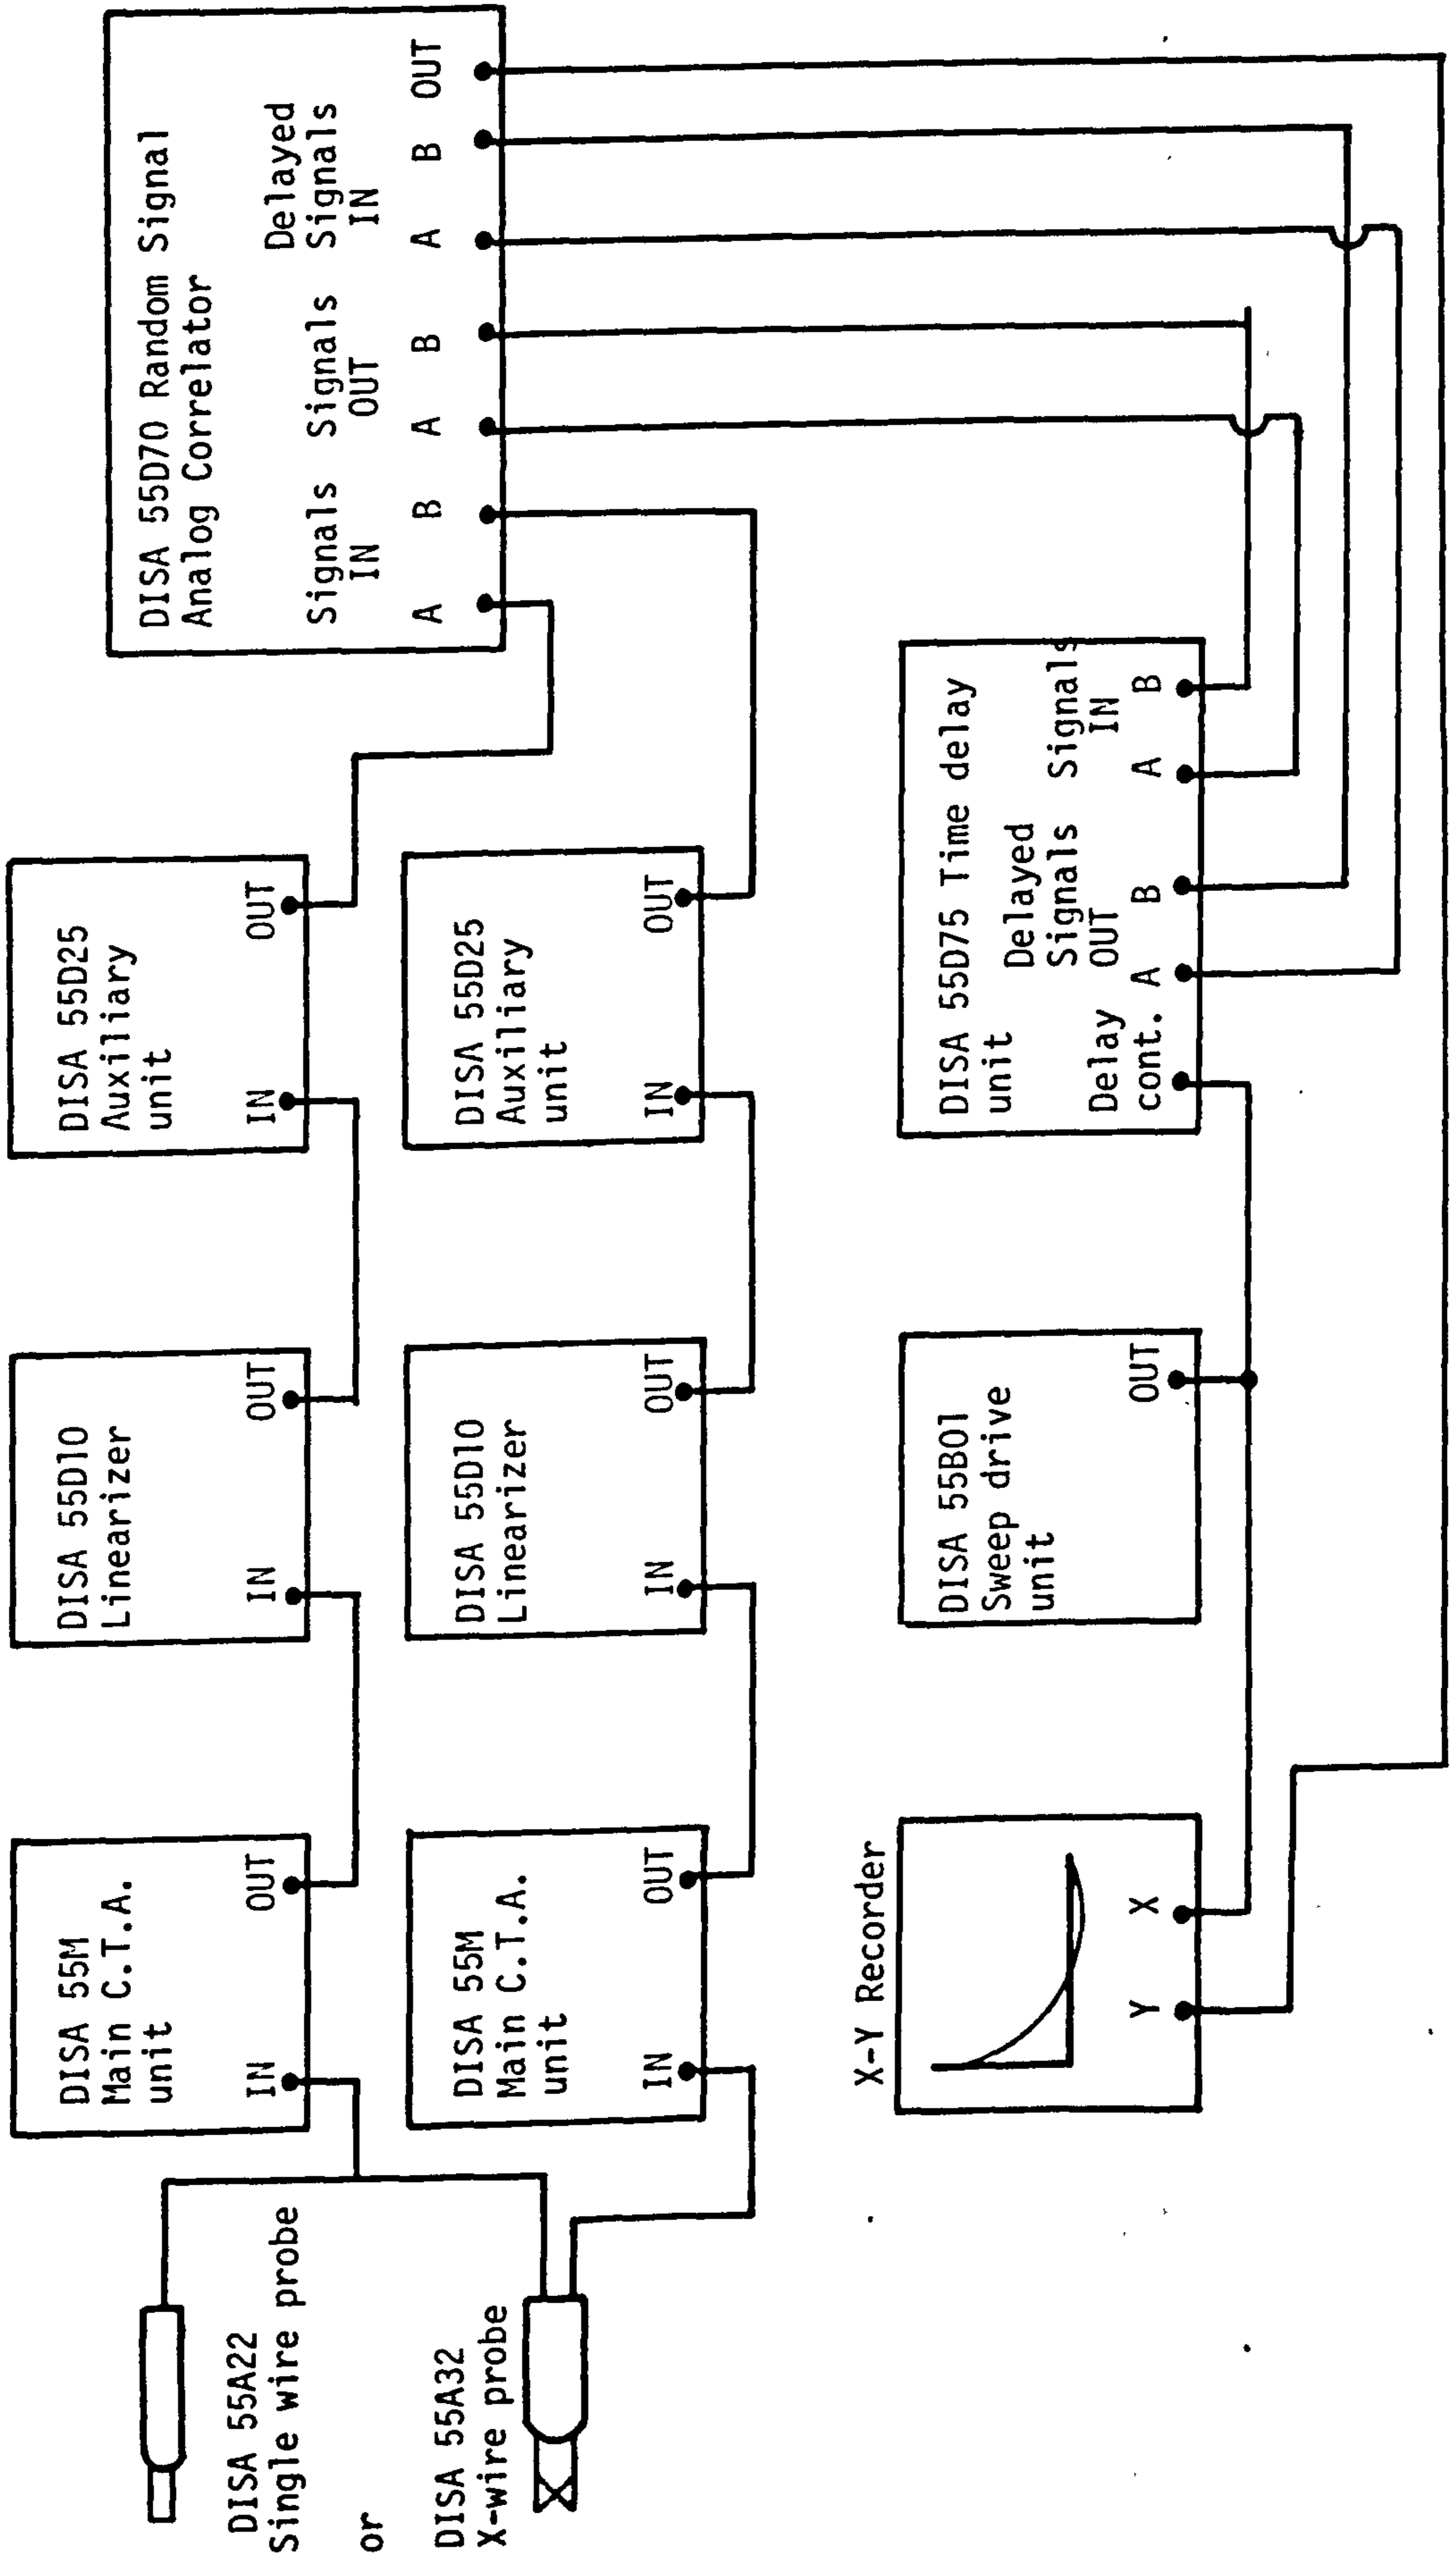 DISA 55A22
Single wire probe
or
DISA 55A32
X-wire probe
DISA 55M
Main C.T.A.
unit
IN
OUT
DISA 55D10
Linearizer
IN
OUT
DISA 55D25
Auxiliary
unit
IN
OUT
DISA 55M
Main C.T.A.
unit
IN
OUT
DISA 55D10
Linearizer
IN
OUT
DISA 55D25
Auxiliary
unit
IN
OUT
DISA 55D70 Random Signal
Analog Correlator
Signals
IN
Signals
OUT
Delayed
Signals
IN
A B A B A B OUT
X-Y Recorder
Y X
DISA 55B01
Sweep drive
unit
OUT
DISA 55D75 Time delay
unit
Delay
cont.
Delayed
Signals
OUT
Signals
IN
A B A B